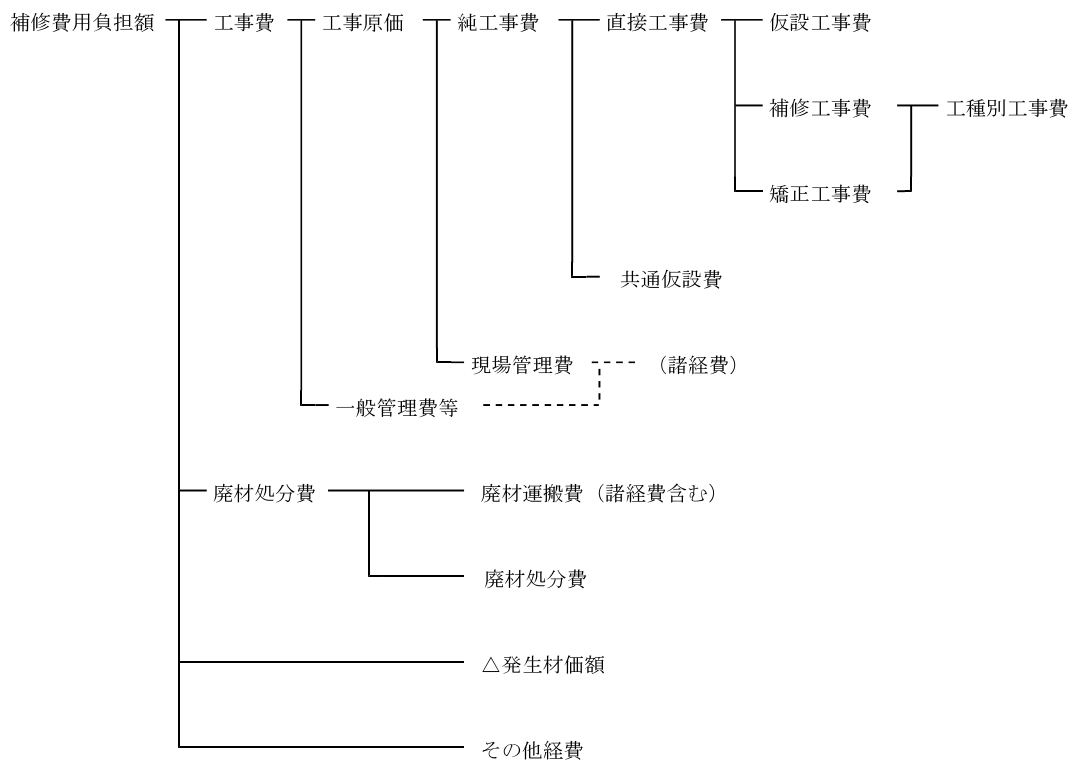 補修費用負担額 工事費 工事原価 純工事費 直接工事費 仮設工事費
補修工事費 工種別工事費
矯正工事費
共通仮設費
現場管理費 （諸経費）
一般管理費等
廃材処分費 廃材運搬費（諸経費含む）
廃材処分費
△発生材価額
その他経費